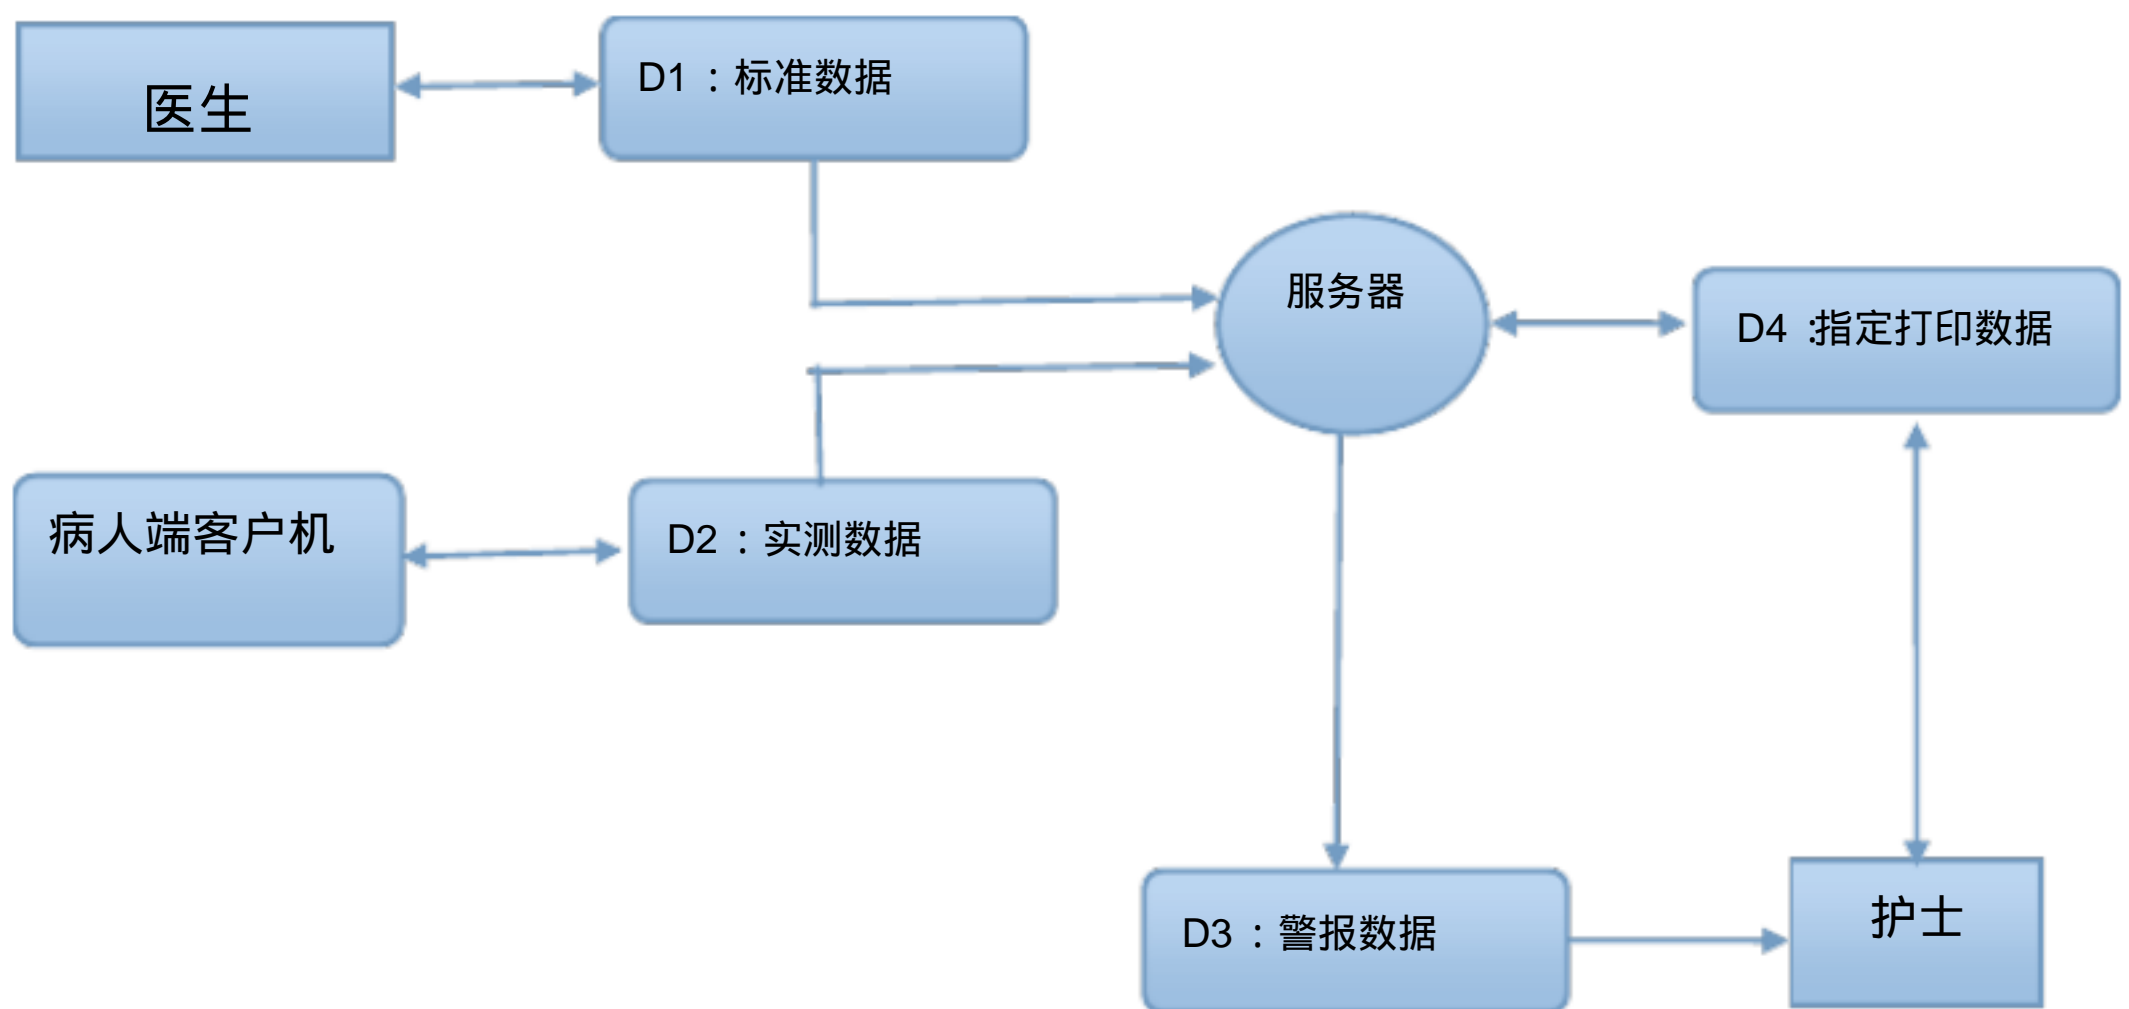 医生
D1：标准数据
服务器
D4 :指定打印数据
病人端客户机
D2：实测数据
D3：警报数据
护士